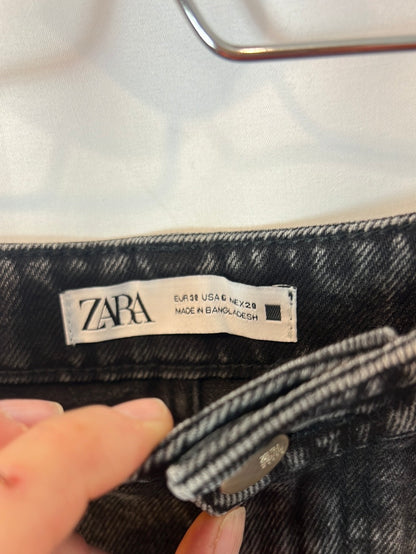 ZARA
EUR 38 USA 6 MEX 28
MADE IN BANGLADESH